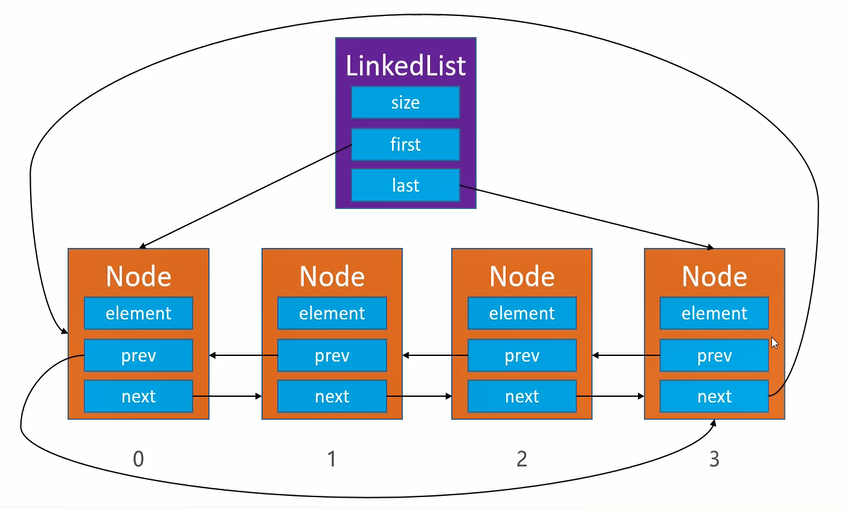 LinkedList
size
first
last
Node Node Node Node
element element element element
prev prev prev prev
next next next next
0 1 2 3